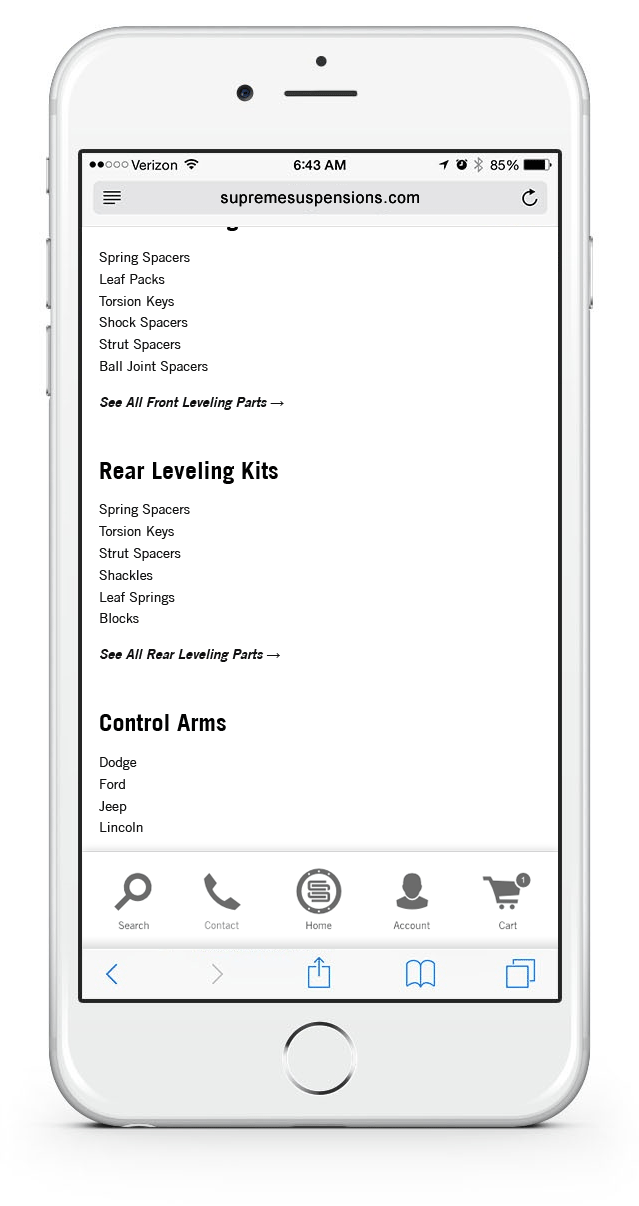 Verizon 6:43 AM 85%
supremesuspensions.com
Spring Spacers
Leaf Packs
Torsion Keys
Shock Spacers
Strut Spacers
Ball Joint Spacers
See All Front Leveling Parts →
Rear Leveling Kits
Spring Spacers
Torsion Keys
Strut Spacers
Shackles
Leaf Springs
Blocks
See All Rear Leveling Parts →
Control Arms
Dodge
Ford
Jeep
Lincoln
1
Search Contact Home Account Cart